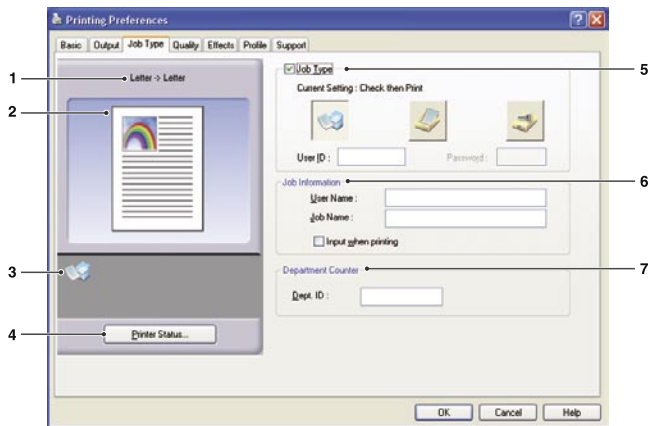 Printing Preferences
Basic Output Job Type Quality Effects Profile Support
1 Letter -> Letter
Job Type 5
Current Setting : Check then Print
2
User ID : Password :
Job Information 6
User Name :
Job Name :
Input when printing
3
Department Counter 7
Dept. ID :
4 Printer Status...
OK Cancel Help